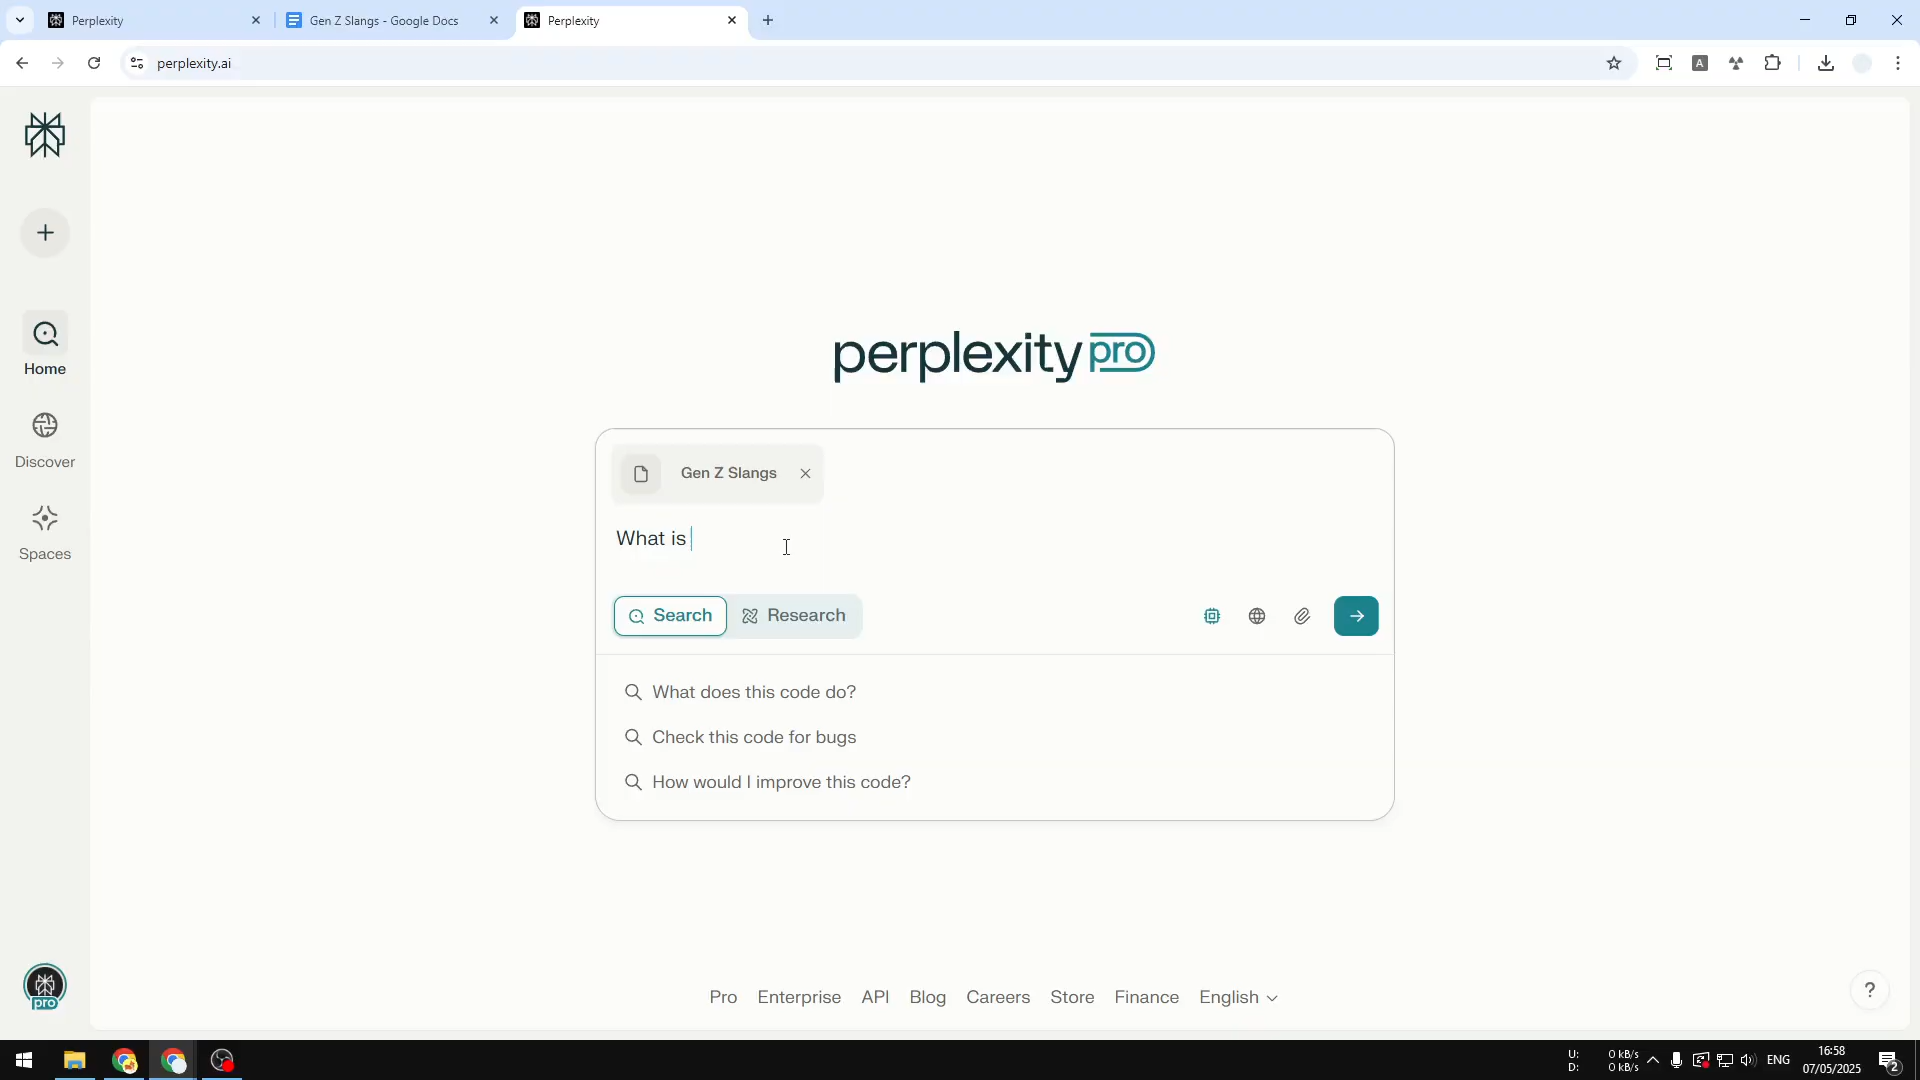 Perplexity
Gen Z Slangs - Google Docs
Perplexity
perplexity.ai
A
Home
Discover
Spaces
pro
perplexity pro
Gen Z Slangs
What is
Search
Research
What does this code do?
Check this code for bugs
How would I improve this code?
Pro
Enterprise
API
Blog
Careers
Store
Finance
English
?
U: 0 kB/s
D: 0 kB/s
ENG
16:58
07/05/2025
2